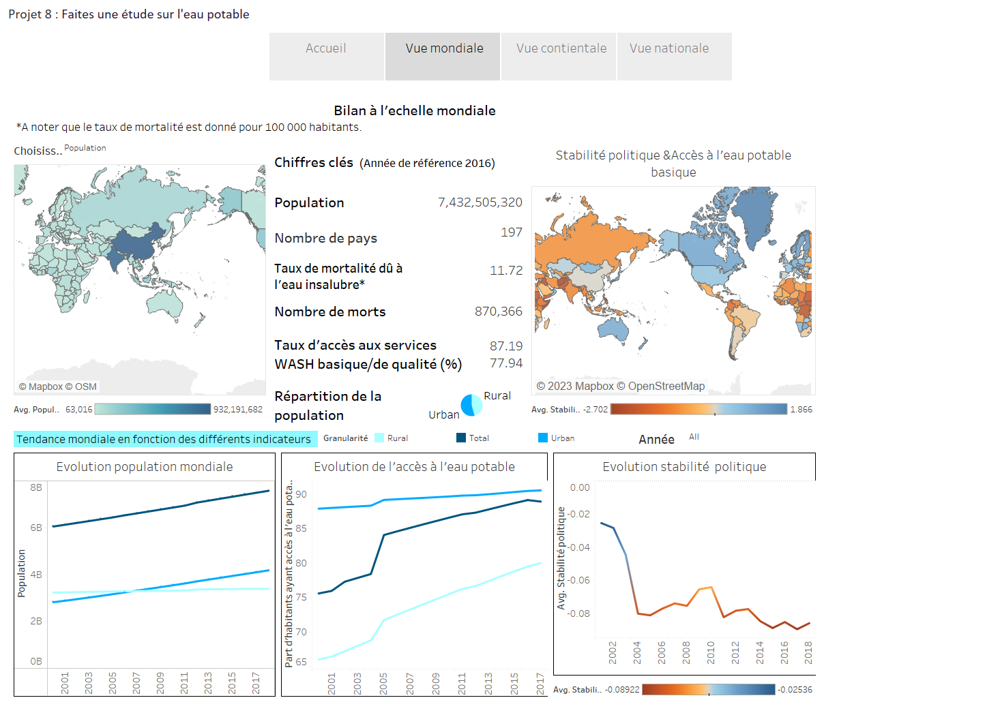 Projet 8 : Faites une étude sur l'eau potable
Accueil
Vue mondiale
Vue contientale
Vue nationale
Bilan à l'echelle mondiale
*A noter que le taux de mortalité est donné pour 100 000 habitants.
Choisiss.. Population
© Mapbox © OSM
Avg. Popul.. 63,016 932,191,682
Chiffres clés (Année de référence 2016)
Population 7,432,505,320
Nombre de pays 197
Taux de mortalité dû à
l'eau insalubre* 11.72
Nombre de morts 870,366
Taux d'accès aux services 87.19
WASH basique/de qualité (%) 77.94
Répartition de la
population
Rural
Urban
Stabilité politique &Accès à l'eau potable
basique
© 2023 Mapbox © OpenStreetMap
Avg. Stabili.. -2.702 1.866
Tendance mondiale en fonction des différents indicateurs
Granularité Rural Total Urban
Année All
Evolution population mondiale
Population
8B
6B
4B
2B
0B
2001 2003 2005 2007 2009 2011 2013 2015 2017
Evolution de l'accès à l'eau potable
Part d'habitants ayant accès à l'eau pota..
90
85
80
75
70
65
2001 2003 2005 2007 2009 2011 2013 2015 2017
Evolution stabilité politique
Avg. Stabilité politique
0.00
-0.02
-0.04
-0.06
-0.08
2002 2004 2006 2008 2010 2012 2014 2016 2018
Avg. Stabili.. -0.08922 -0.02536